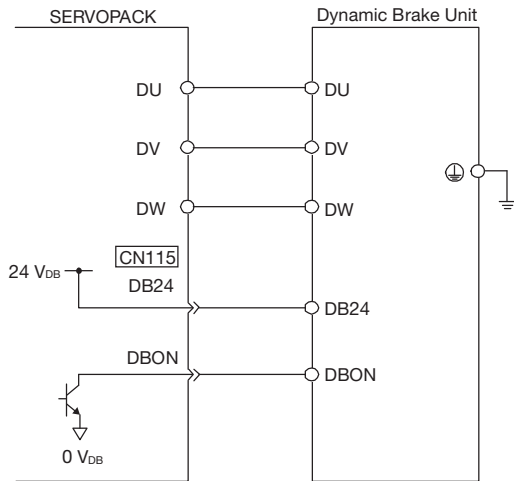 SERVOPACK
Dynamic Brake Unit
DU
DU
DV
DV
DW
DW
CN115
24 VDB
DB24
DB24
DBON
DBON
0 VDB